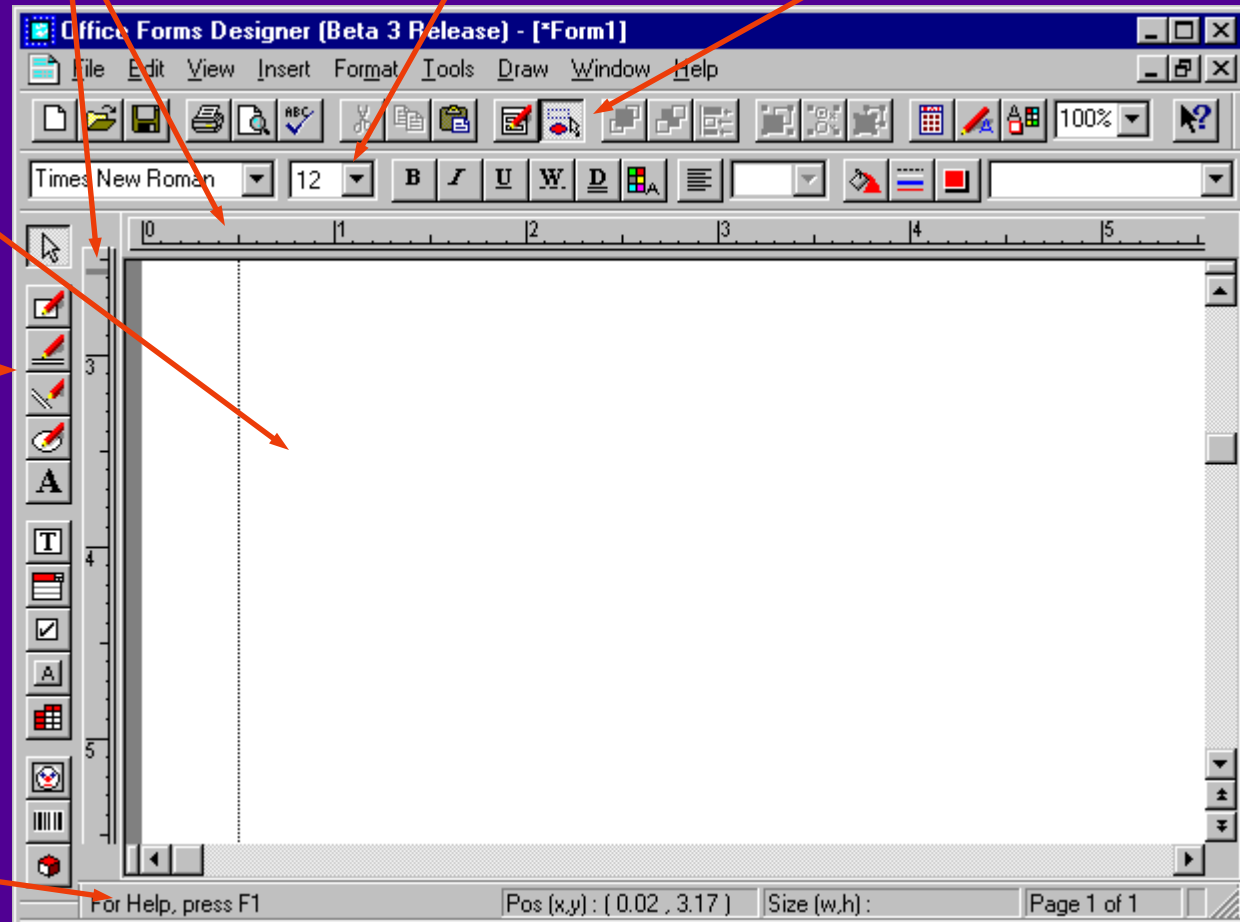 Office Forms Designer (Beta 3 Release) - [*Form1]
File Edit View Insert Format Tools Draw Window Help
ABC 100% ?
Times New Roman 12 B I U W. D A
0 1 2 3 4 5
3
A
T
4
A
5
For Help, press F1 Pos (x,y) : ( 0.02 , 3.17 ) Size (w,h) : Page 1 of 1